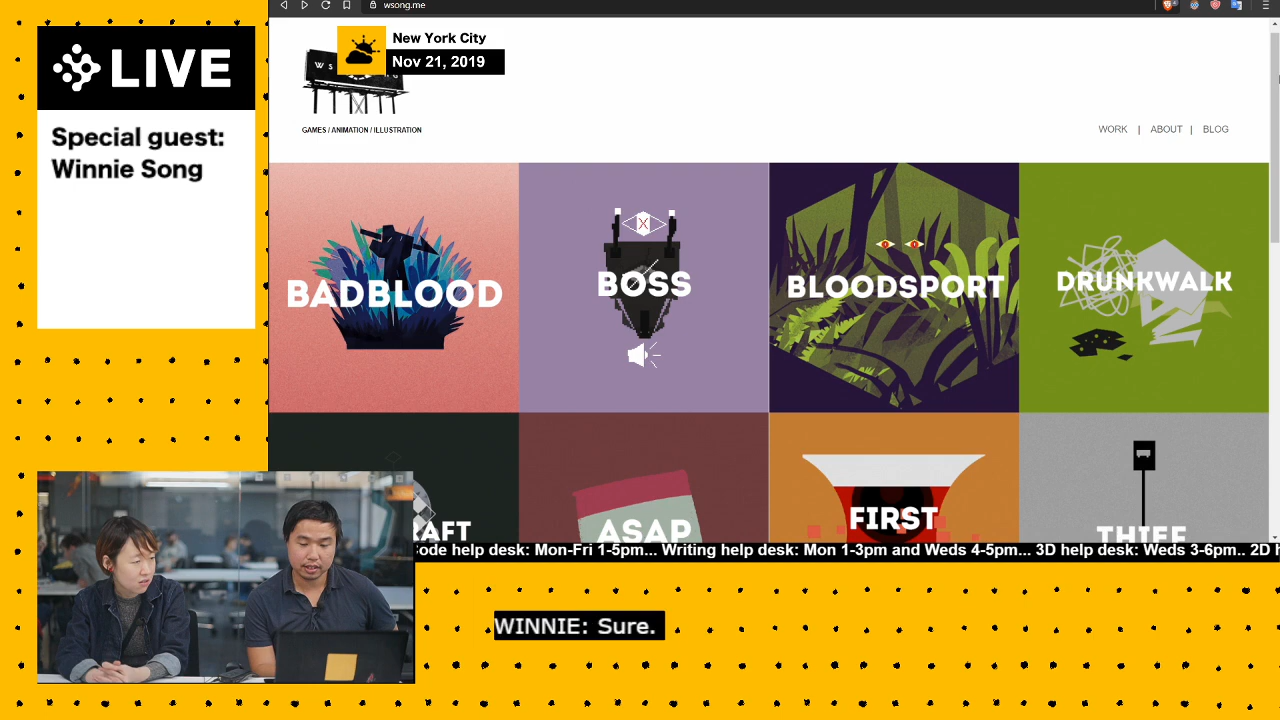 LIVE
Special guest:
Winnie Song
wsong.me
New York City
Nov 21, 2019
W S
GAMES / ANIMATION / ILLUSTRATION
WORK | ABOUT | BLOG
BADBLOOD
BOSS
BLOODSPORT
DRUNKWALK
RAFT
ASAP
FIRST
THIEF
ode help desk: Mon-Fri 1-5pm... Writing help desk: Mon 1-3pm and Weds 4-5pm... 3D help desk: Weds 3-6pm.. 2D h
WINNIE: Sure.